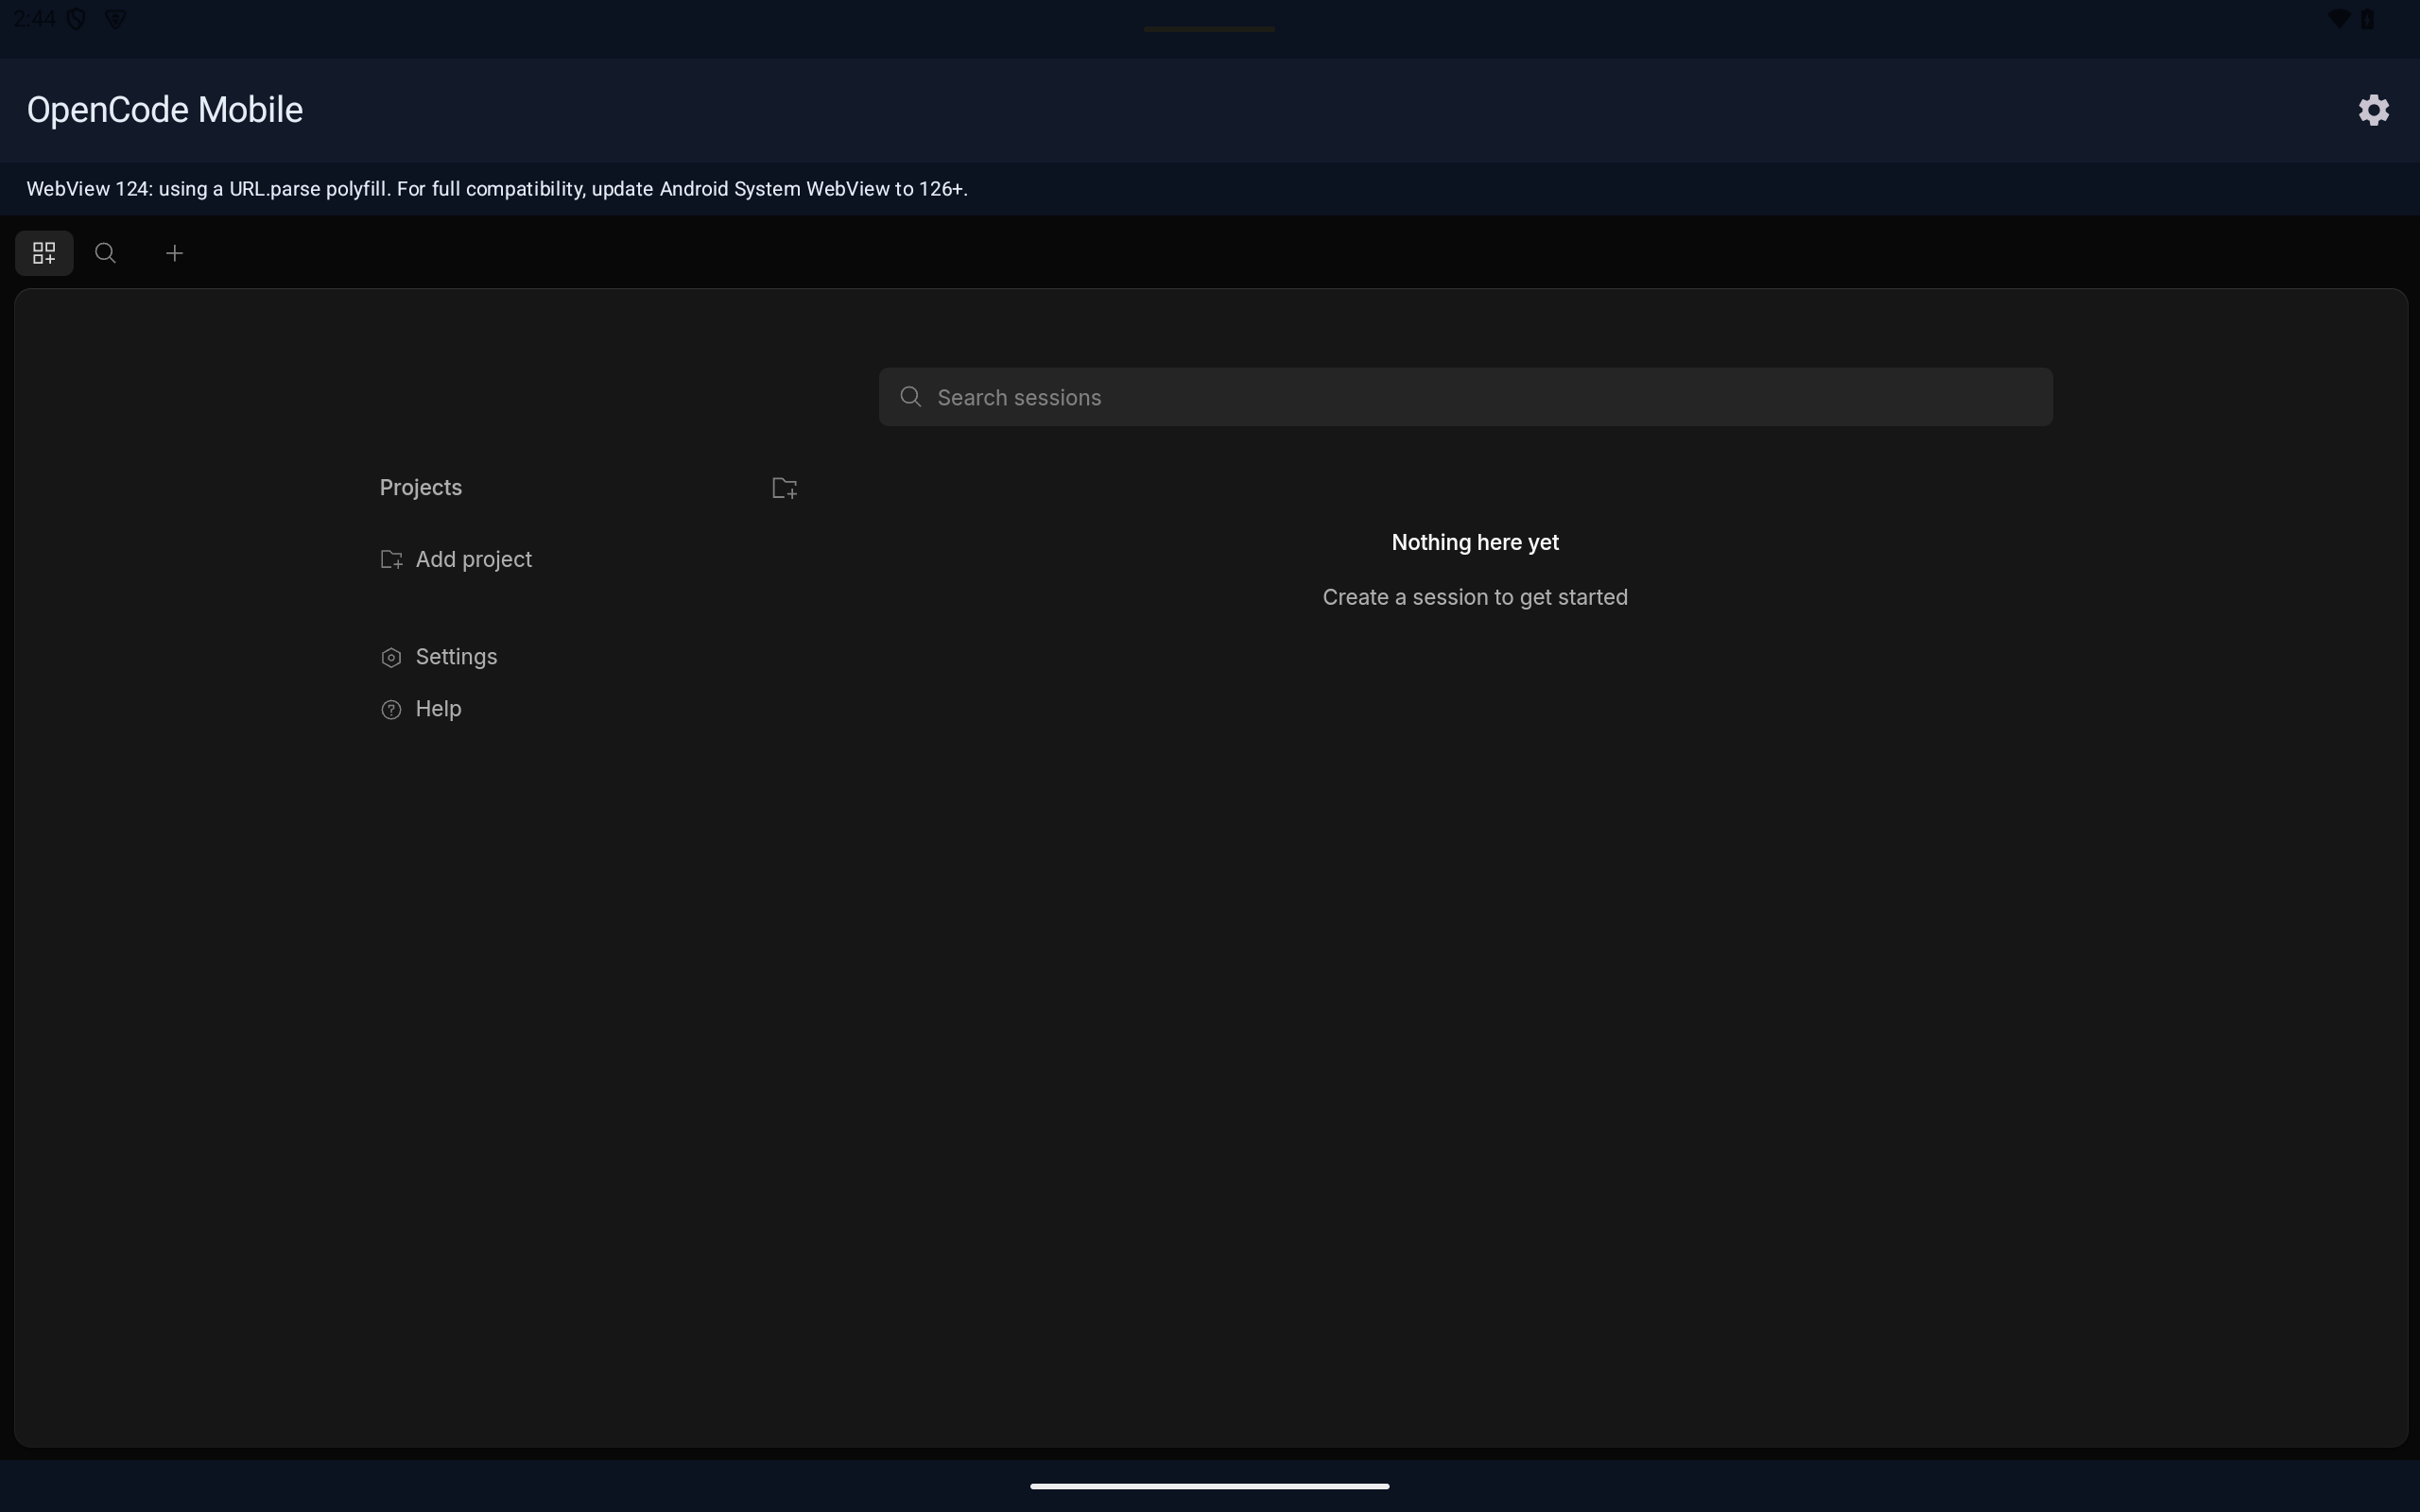 2:44
OpenCode Mobile
WebView 124: using a URL.parse polyfill. For full compatibility, update Android System WebView to 126+.
Search sessions
Projects
Add project
Nothing here yet
Create a session to get started
Settings
Help